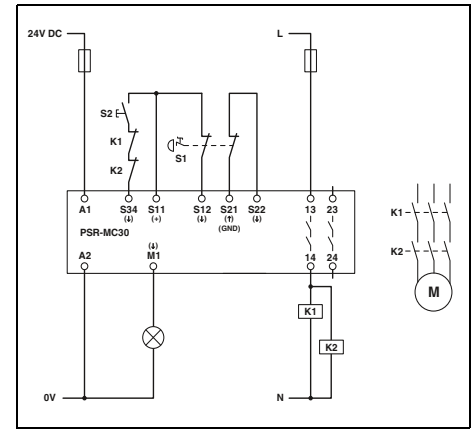 24V DC
L
S2
K1
K2
S1
A1 S34 S11 S12 S21 S22 13 23
(↓) (+) (↓) (↑) (↓)
(GND)
PSR-MC30
(↓)
A2 M1 14 24
K1
K2
0V
N
K1
K2
M